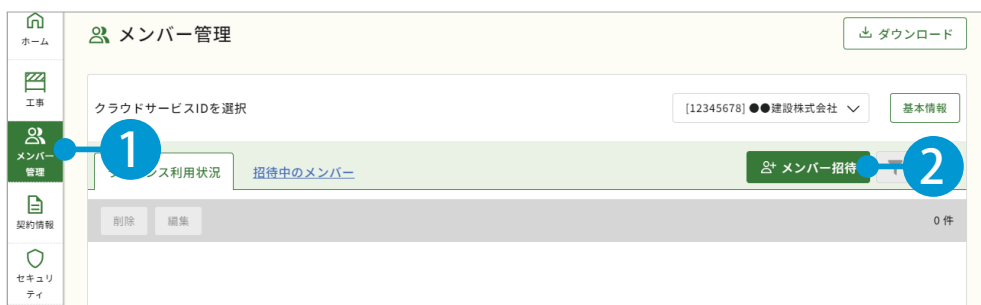 ホーム
工事
メンバー
管理
契約情報
セキュリ
ティ
メンバー管理
ダウンロード
クラウドサービスIDを選択
[12345678] ●●建設株式会社
基本情報
1
ンス利用状況
招待中のメンバー
メンバー招待
2
削除
編集
0 件